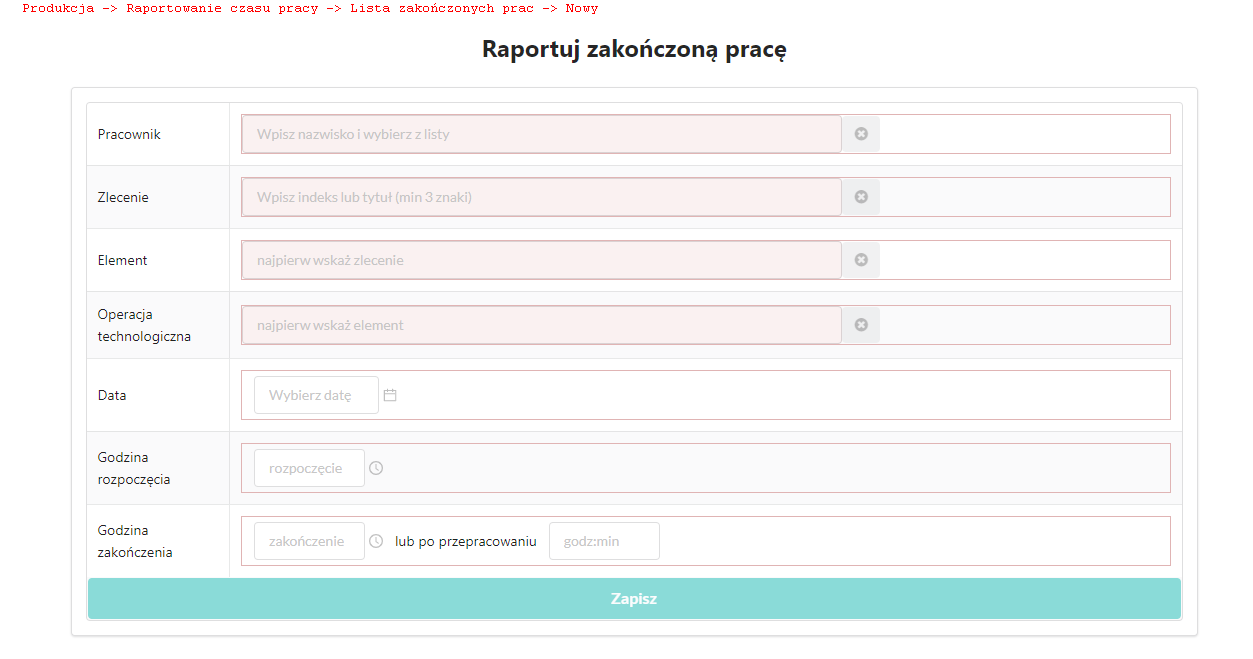 Produkcja -> Raportowanie czasu pracy -> Lista zakończonych prac -> Nowy
Raportuj zakończoną pracę
Pracownik
Wpisz nazwisko i wybierz z listy
Zlecenie
Wpisz indeks lub tytuł (min 3 znaki)
Element
najpierw wskaż zlecenie
Operacja
technologiczna
najpierw wskaż element
Data
Wybierz datę
Godzina
rozpoczęcia
rozpoczęcie
Godzina
zakończenia
zakończenie lub po przepracowaniu godz:min
Zapisz